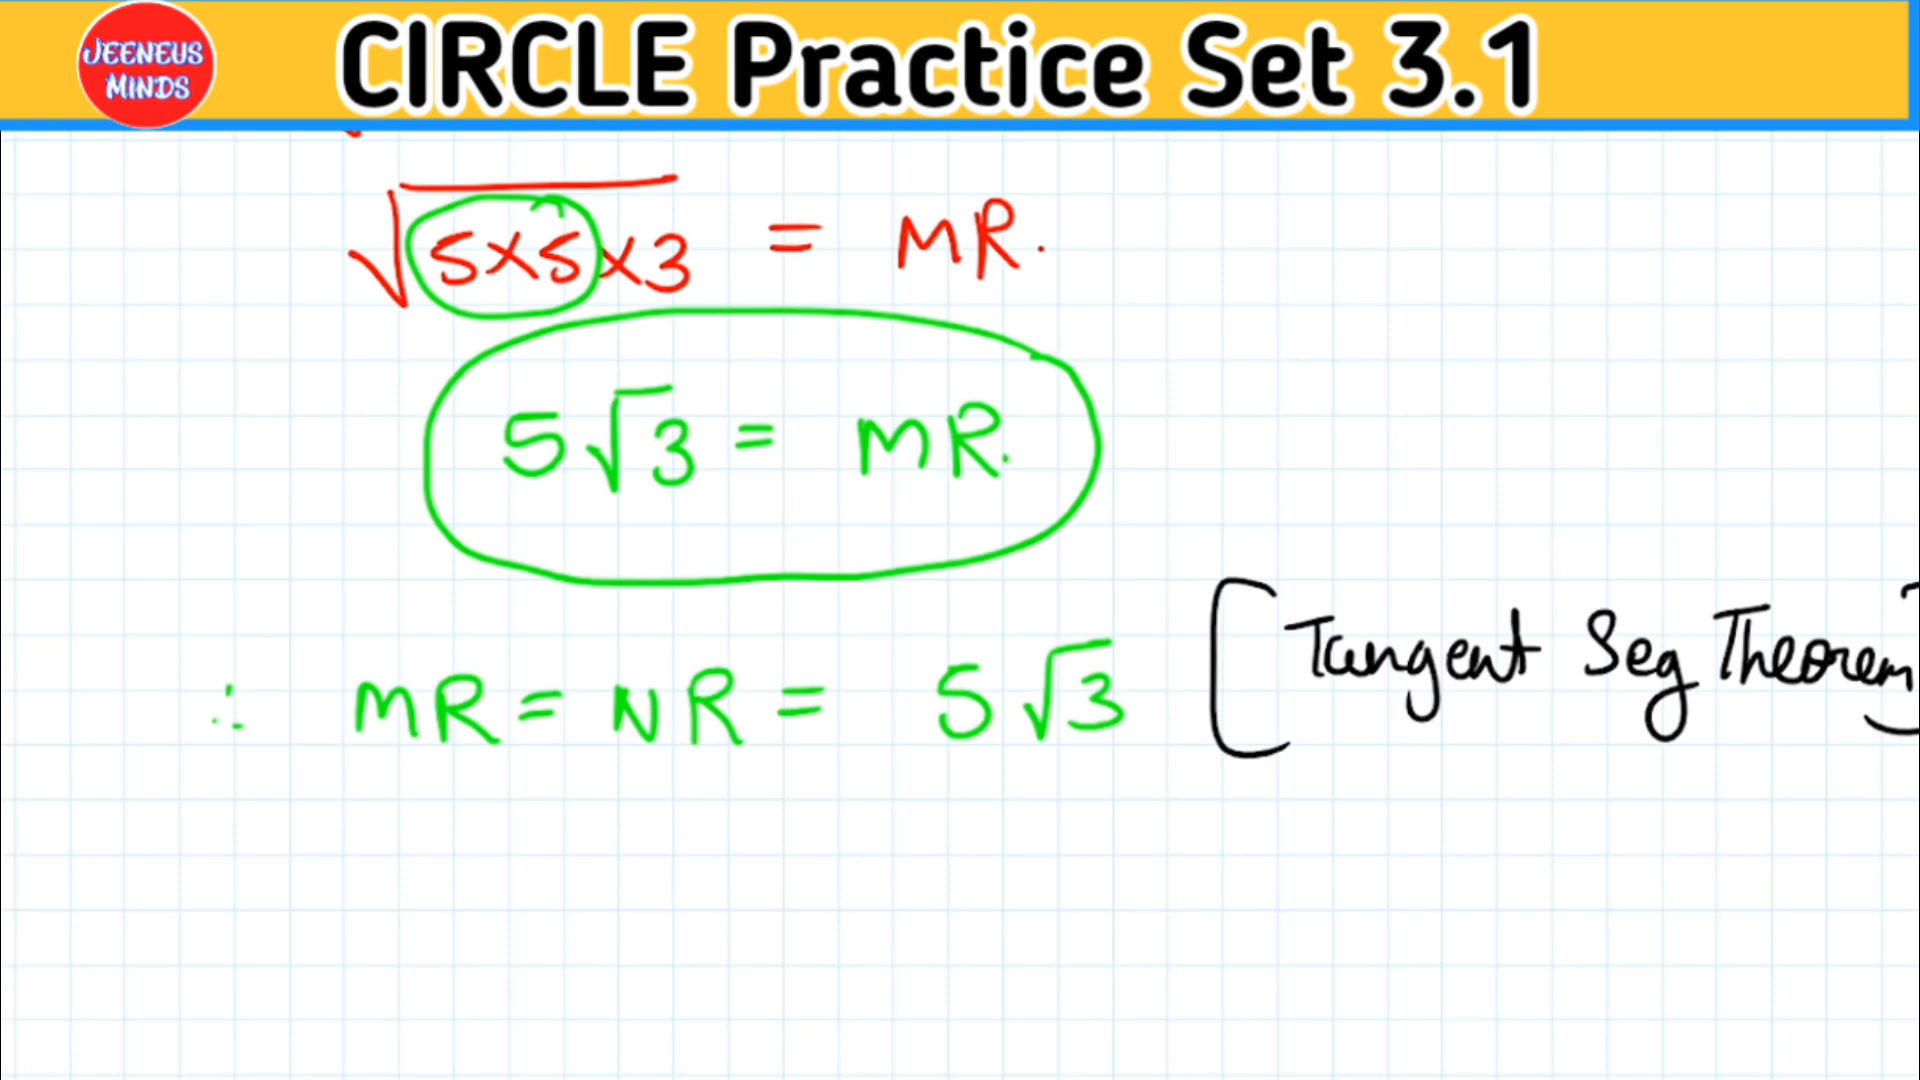 JEENEUS
MINDS
CIRCLE Practice Set 3.1
√5×5×3 = MR.
5√3 = MR.
∴ MR = NR = 5√3 [Tangent Seg Theorem]